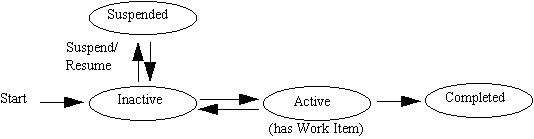 Suspended
Suspend/
Resume
Start
Inactive
Active
Completed
(has Work Item)